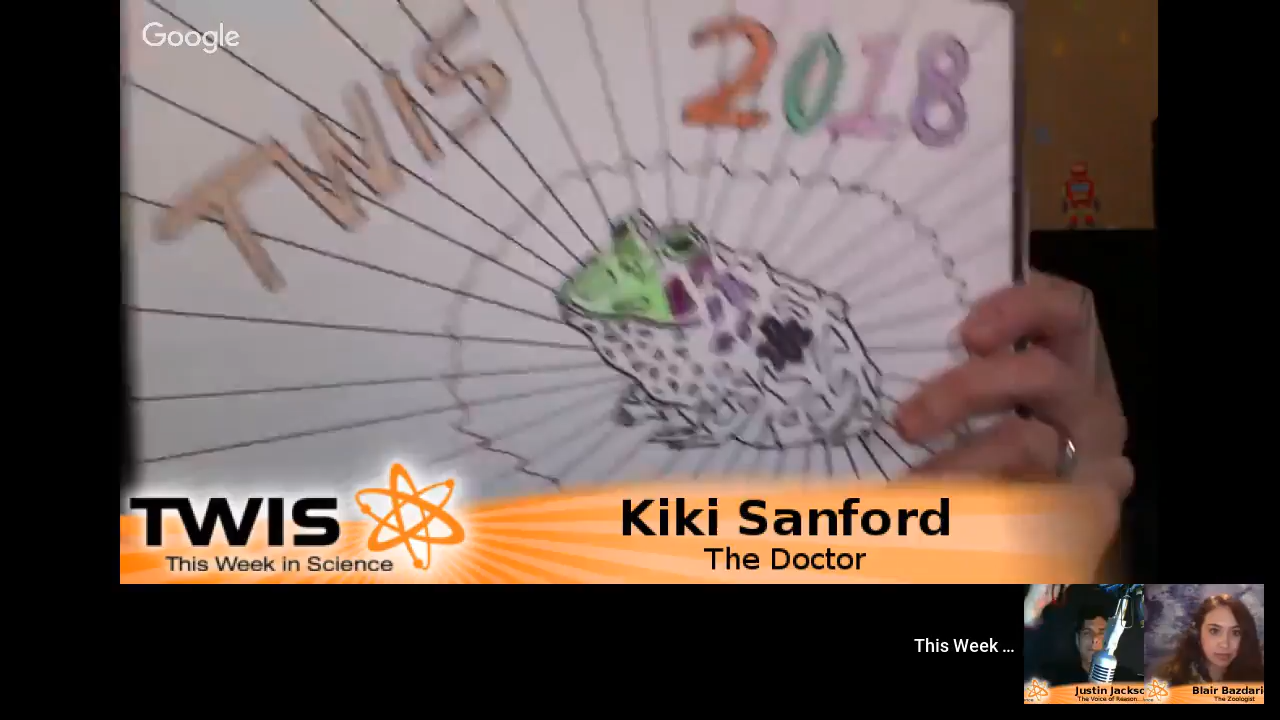 Google
TWIS
2018
TWIS
This Week in Science
Kiki Sanford
The Doctor
This Week ...
Justin Jackso
The Voice of Reason...
Blair Bazdari
The Zoologist